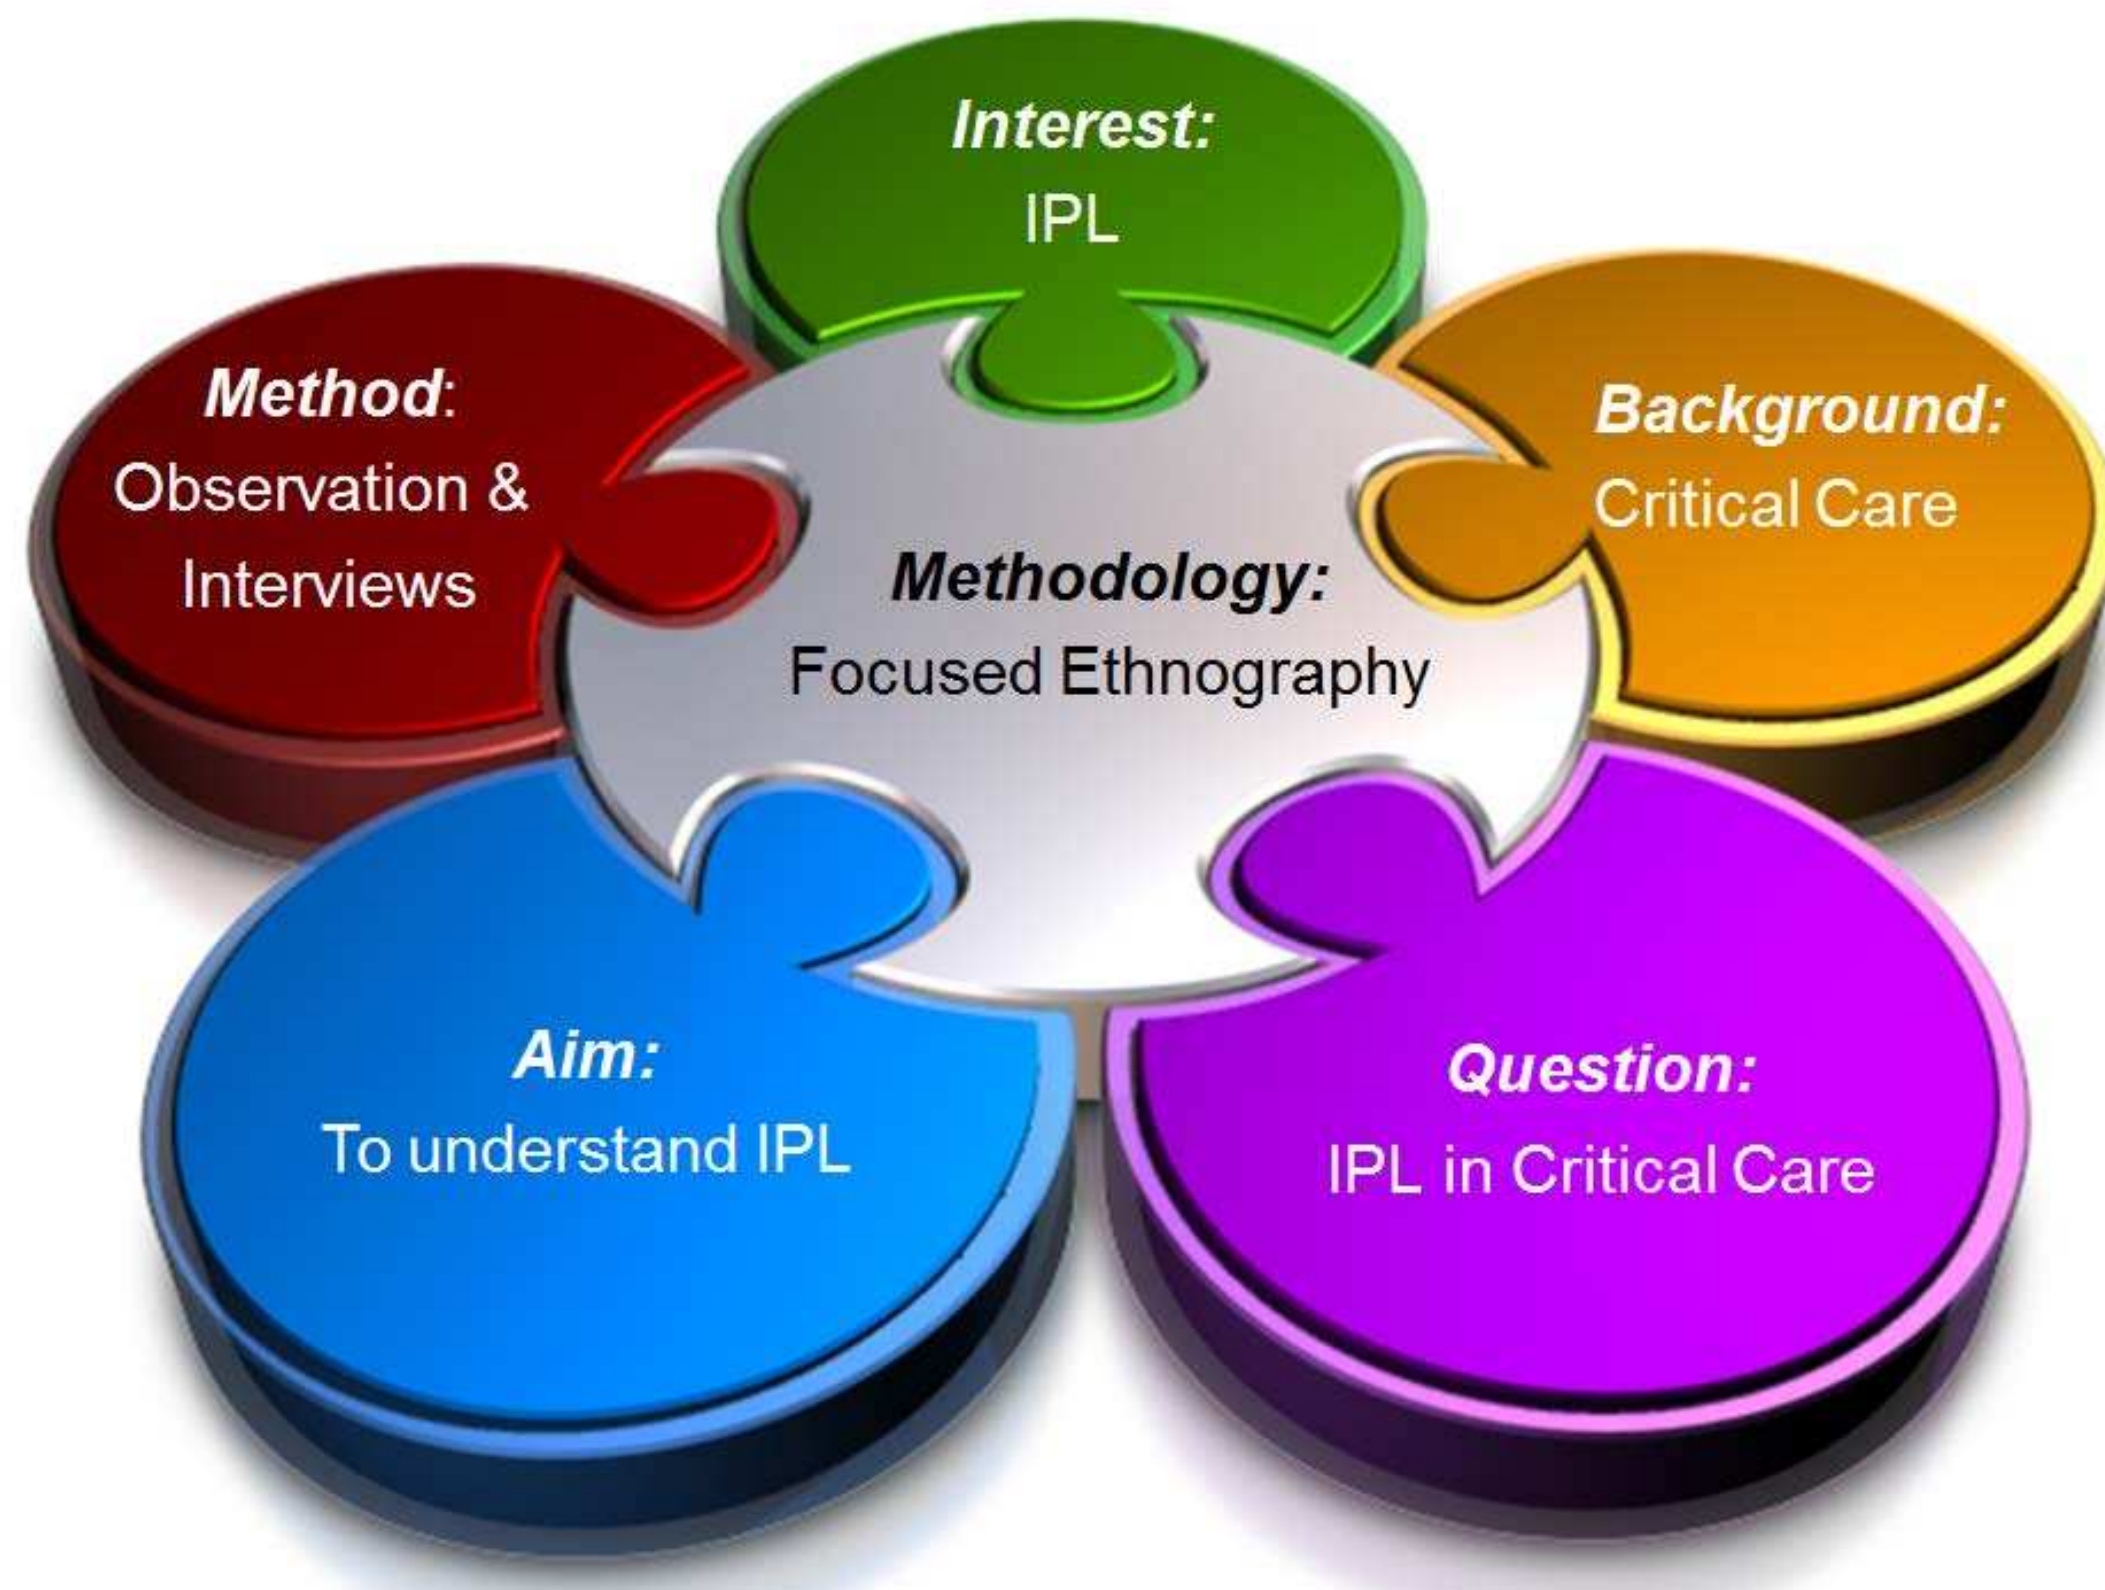 Interest:
IPL
Method:
Observation &
Interviews
Background:
Critical Care
Methodology:
Focused Ethnography
Aim:
To understand IPL
Question:
IPL in Critical Care